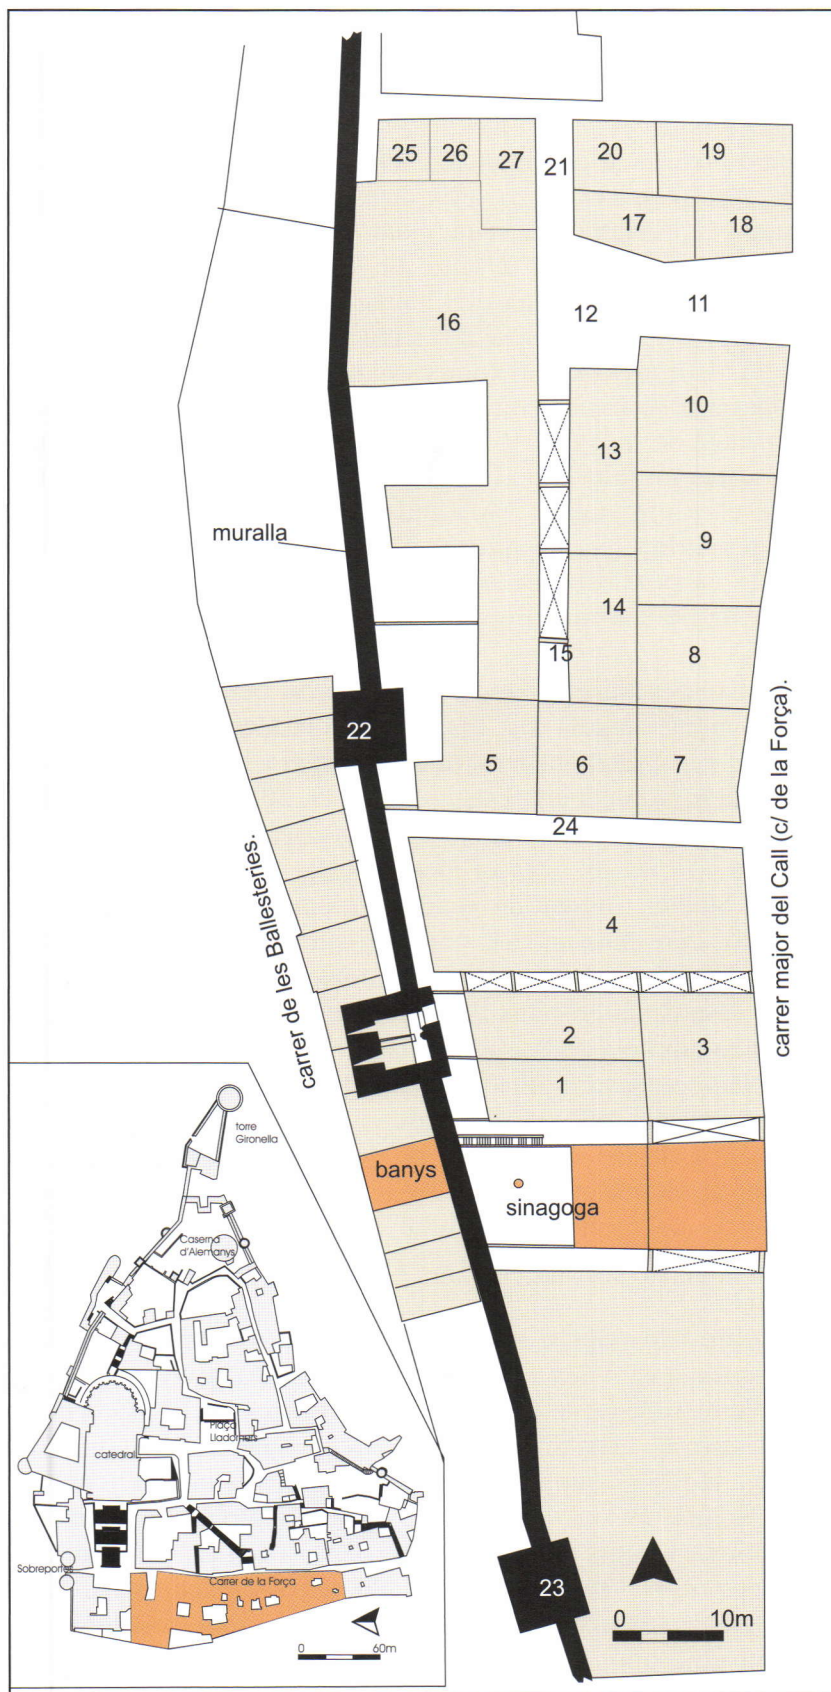 25
26
27
21
20
19
17
18
16
12
11
10
13
muralla
9
14
15
8
22
5
6
7
24
4
carrer de les Ballesteries.
carrer major del Call (c/ de la Força).
2
3
1
banys
sinagoga
23
0 10m
torre
Gironella
Caserna
d'Alemanys
Plaça
Lladoners
catedral
Sobreportes
Carrer de la Força
0 60m